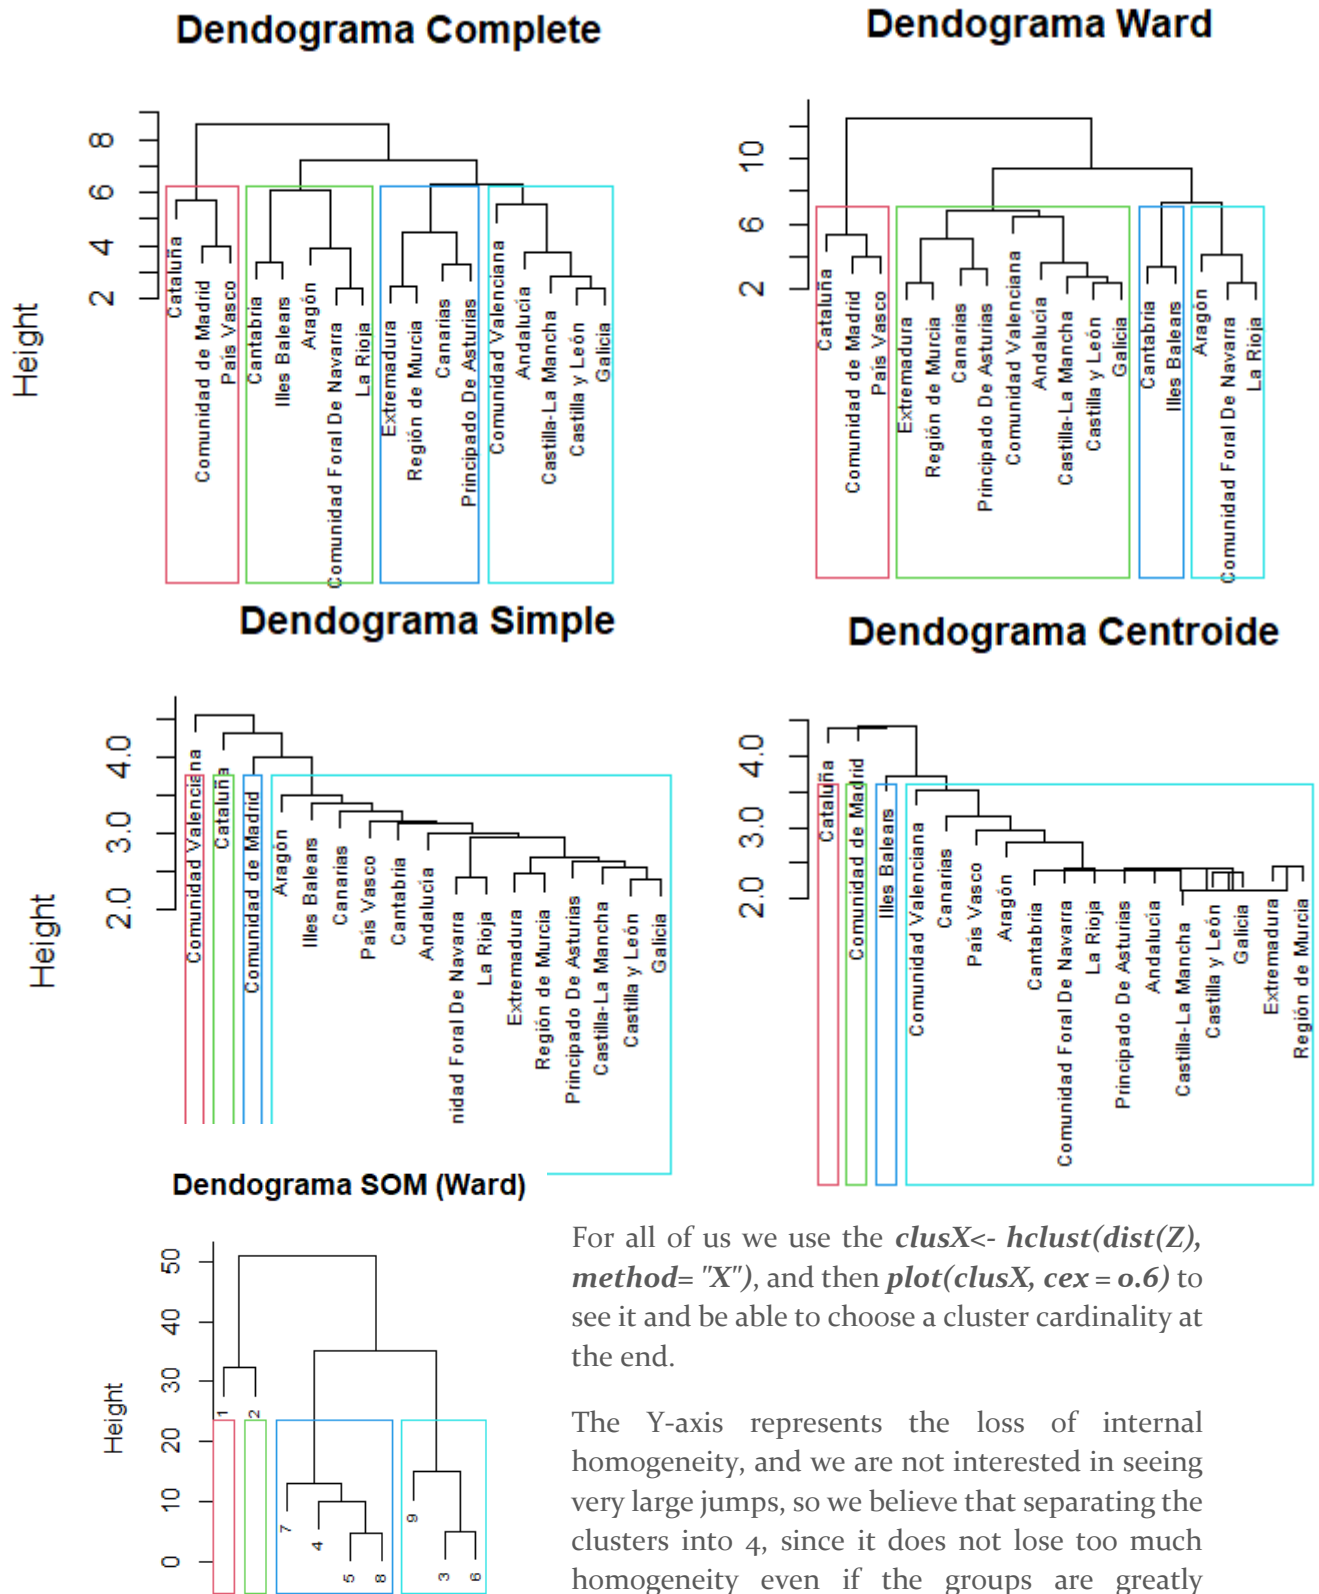 Dendograma Complete
Height
8
6
4
2
Cataluña
Comunidad de Madrid
País Vasco
Cantabria
Illes Balears
Aragón
Comunidad Foral De Navarra
La Rioja
Extremadura
Región de Murcia
Canarias
Principado De Asturias
Comunidad Valenciana
Andalucía
Castilla-La Mancha
Castilla y León
Galicia
Dendograma Ward
10
6
2
Cataluña
Comunidad de Madrid
País Vasco
Extremadura
Región de Murcia
Canarias
Principado De Asturias
Comunidad Valenciana
Andalucía
Castilla-La Mancha
Castilla y León
Galicia
Cantabria
Illes Balears
Aragón
Comunidad Foral De Navarra
La Rioja
Dendograma Simple
Height
4.0
3.0
2.0
Comunidad Valenciana
Cataluña
Comunidad de Madrid
Aragón
Illes Balears
Canarias
País Vasco
Cantabria
Andalucía
nidad Foral De Navarra
La Rioja
Extremadura
Región de Murcia
Principado De Asturias
Castilla-La Mancha
Castilla y León
Galicia
Dendograma Centroide
4.0
3.0
2.0
Cataluña
Comunidad de Madrid
Illes Balears
Comunidad Valenciana
Canarias
País Vasco
Aragón
Cantabria
Comunidad Foral De Navarra
La Rioja
Principado De Asturias
Andalucía
Castilla-La Mancha
Castilla y León
Galicia
Extremadura
Región de Murcia
Dendograma SOM (Ward)
Height
50
40
30
20
10
0
1
2
7
4
5
8
9
3
6
For all of us we use the clusX<- hclust(dist(Z),
method= "X"), and then plot(clusX, cex = 0.6) to
see it and be able to choose a cluster cardinality at
the end.
The Y-axis represents the loss of internal
homogeneity, and we are not interested in seeing
very large jumps, so we believe that separating the
clusters into 4, since it does not lose too much
homogeneity even if the groups are greatly